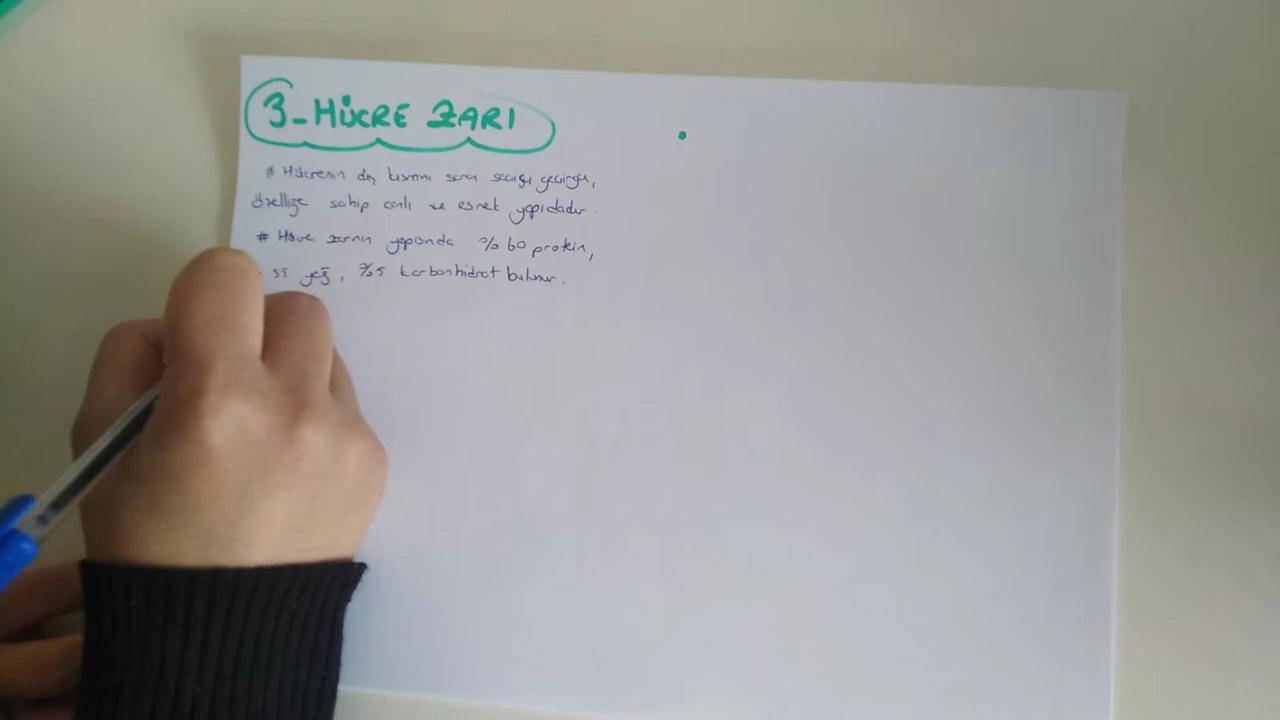 3- HÜCRE ZARI
# Hücrenin dış kısmını saran seçici geçirgen,
özelliğe sahip canlı ve esnek yapıdadır.
# Hücre zarının yapısında % 60 protein,
35 yağ, %5 karbonhidrat bulunur.